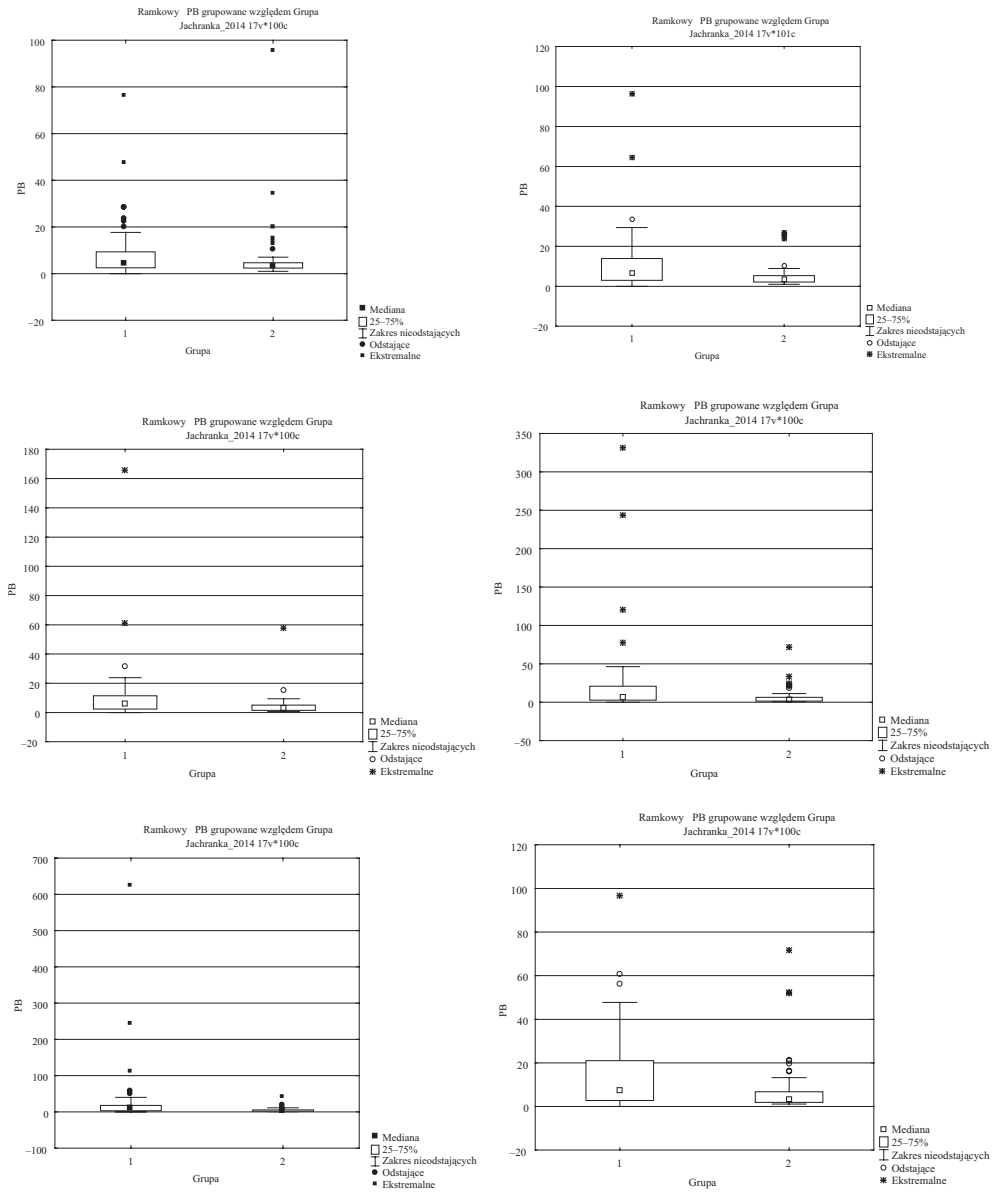 Ramkowy PB grupowane względem Grupa
Jachranka_2014 17v*100c
100
80
60
40
20
0
–20
PB
1
2
Grupa
Mediana
25–75%
Zakres nieodstających
Odstające
Ekstremalne
Ramkowy PB grupowane względem Grupa
Jachranka_2014 17v*101c
120
100
80
60
40
20
0
–20
PB
1
2
Grupa
Mediana
25–75%
Zakres nieodstających
Odstające
Ekstremalne
Ramkowy PB grupowane względem Grupa
Jachranka_2014 17v*100c
180
160
140
120
100
80
60
40
20
0
–20
PB
1
2
Grupa
Mediana
25–75%
Zakres nieodstających
Odstające
Ekstremalne
Ramkowy PB grupowane względem Grupa
Jachranka_2014 17v*100c
350
300
250
200
150
100
50
0
–50
PB
1
2
Grupa
Mediana
25–75%
Zakres nieodstających
Odstające
Ekstremalne
Ramkowy PB grupowane względem Grupa
Jachranka_2014 17v*100c
700
600
500
400
300
200
100
0
–100
PB
1
2
Grupa
Mediana
25–75%
Zakres nieodstających
Odstające
Ekstremalne
Ramkowy PB grupowane względem Grupa
Jachranka_2014 17v*100c
120
100
80
60
40
20
0
–20
PB
1
2
Grupa
Mediana
25–75%
Zakres nieodstających
Odstające
Ekstremalne